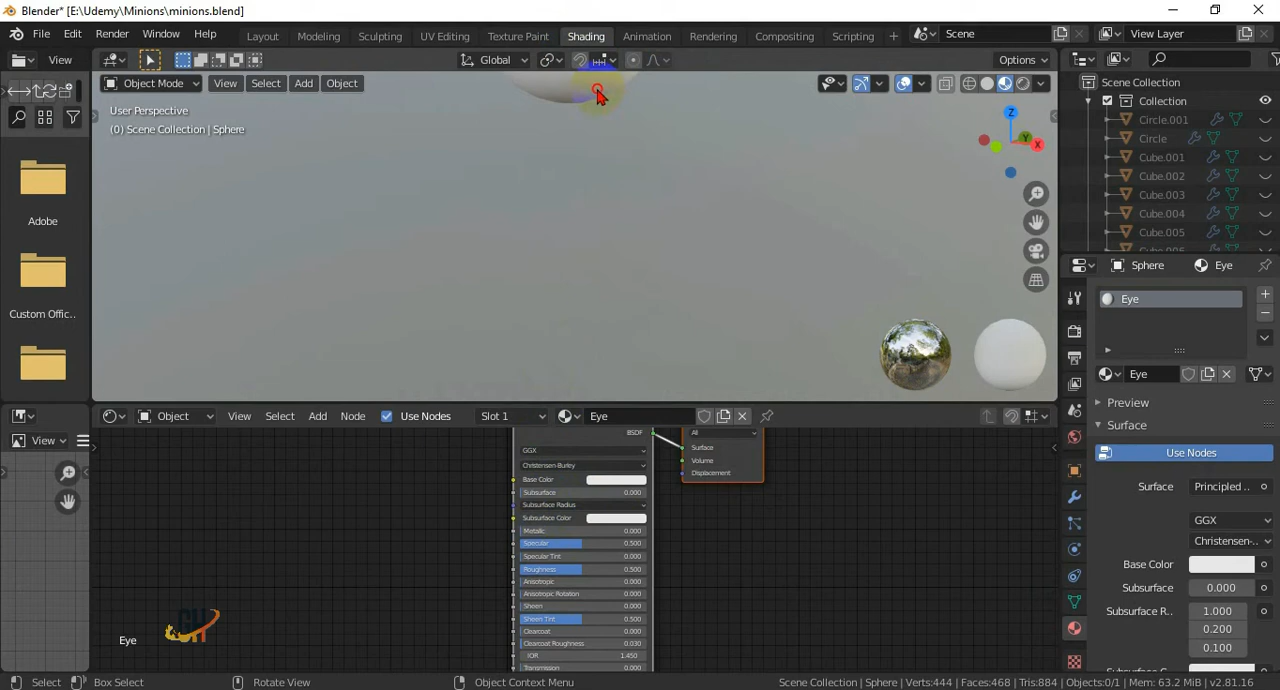 Blender* [E:\Udemy\Minions\minions.blend]
File Edit Render Window Help Layout Modeling Sculpting UV Editing Texture Paint Shading Animation Rendering Compositing Scripting + Scene View Layer
View Global Options
Object Mode View Select Add Object
User Perspective
(0) Scene Collection | Sphere
Z
Y
X
Adobe
Custom Offic...
Scene Collection
Collection
Circle.001
Circle
Cube.001
Cube.002
Cube.003
Cube.004
Cube.005
Sphere Eye
Eye
Eye
Preview
Surface
Use Nodes
Surface Principled ..
GGX
Christensen-..
Base Color
Subsurface 0.000
Subsurface R.. 1.000
0.200
0.100
Object View Select Add Node Use Nodes Slot 1 Eye
View
BSDF
GGX
Christensen-Burley
Base Color
Subsurface 0.000
Subsurface Radius
Subsurface Color
Metallic 0.000
Specular 0.500
Specular Tint 0.000
Roughness 0.500
Anisotropic 0.000
Anisotropic Rotation 0.000
Sheen 0.000
Sheen Tint 0.500
Clearcoat 0.000
Clearcoat Roughness 0.030
IOR 1.450
Transmission 0.000
All
Surface
Volume
Displacement
Eye
GH
Select Box Select Rotate View Object Context Menu Scene Collection | Sphere | Verts:444 | Faces:468 | Tris:884 | Objects:0/1 | Mem: 63.2 MiB | v2.81.16